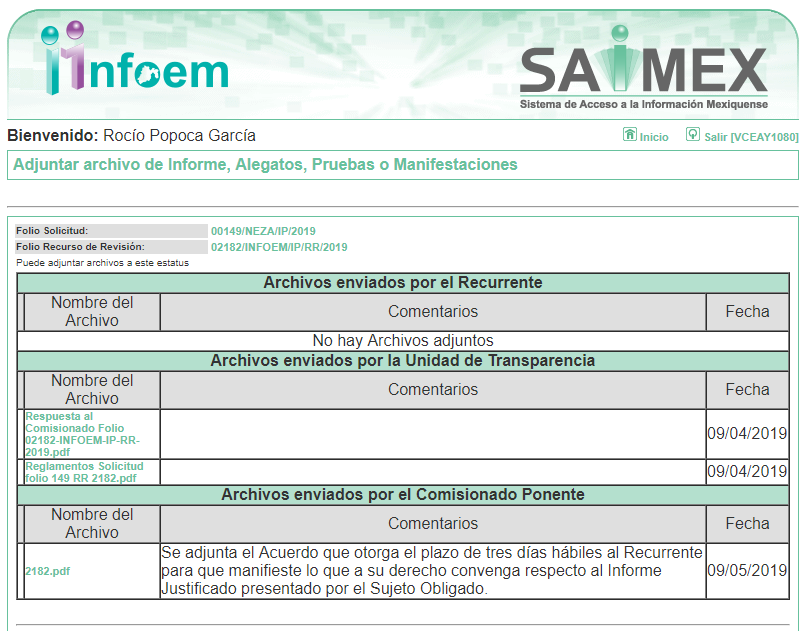 infoem
SAIMEX
Sistema de Acceso a la Información Mexiquense
Bienvenido: Rocío Popoca García
Inicio Salir [VCEAY1080]
Adjuntar archivo de Informe, Alegatos, Pruebas o Manifestaciones
Folio Solicitud: 00149/NEZA/IP/2019
Folio Recurso de Revisión: 02182/INFOEM/IP/RR/2019
Puede adjuntar archivos a este estatus
Archivos enviados por el Recurrente
Nombre del
Archivo
Comentarios
Fecha
No hay Archivos adjuntos
Archivos enviados por la Unidad de Transparencia
Nombre del
Archivo
Comentarios
Fecha
Respuesta al
Comisionado Folio
02182-INFOEM-IP-RR-
2019.pdf
09/04/2019
Reglamentos Solicitud
folio 149 RR 2182.pdf
09/04/2019
Archivos enviados por el Comisionado Ponente
Nombre del
Archivo
Comentarios
Fecha
2182.pdf
Se adjunta el Acuerdo que otorga el plazo de tres días hábiles al Recurrente
para que manifieste lo que a su derecho convenga respecto al Informe
Justificado presentado por el Sujeto Obligado.
09/05/2019